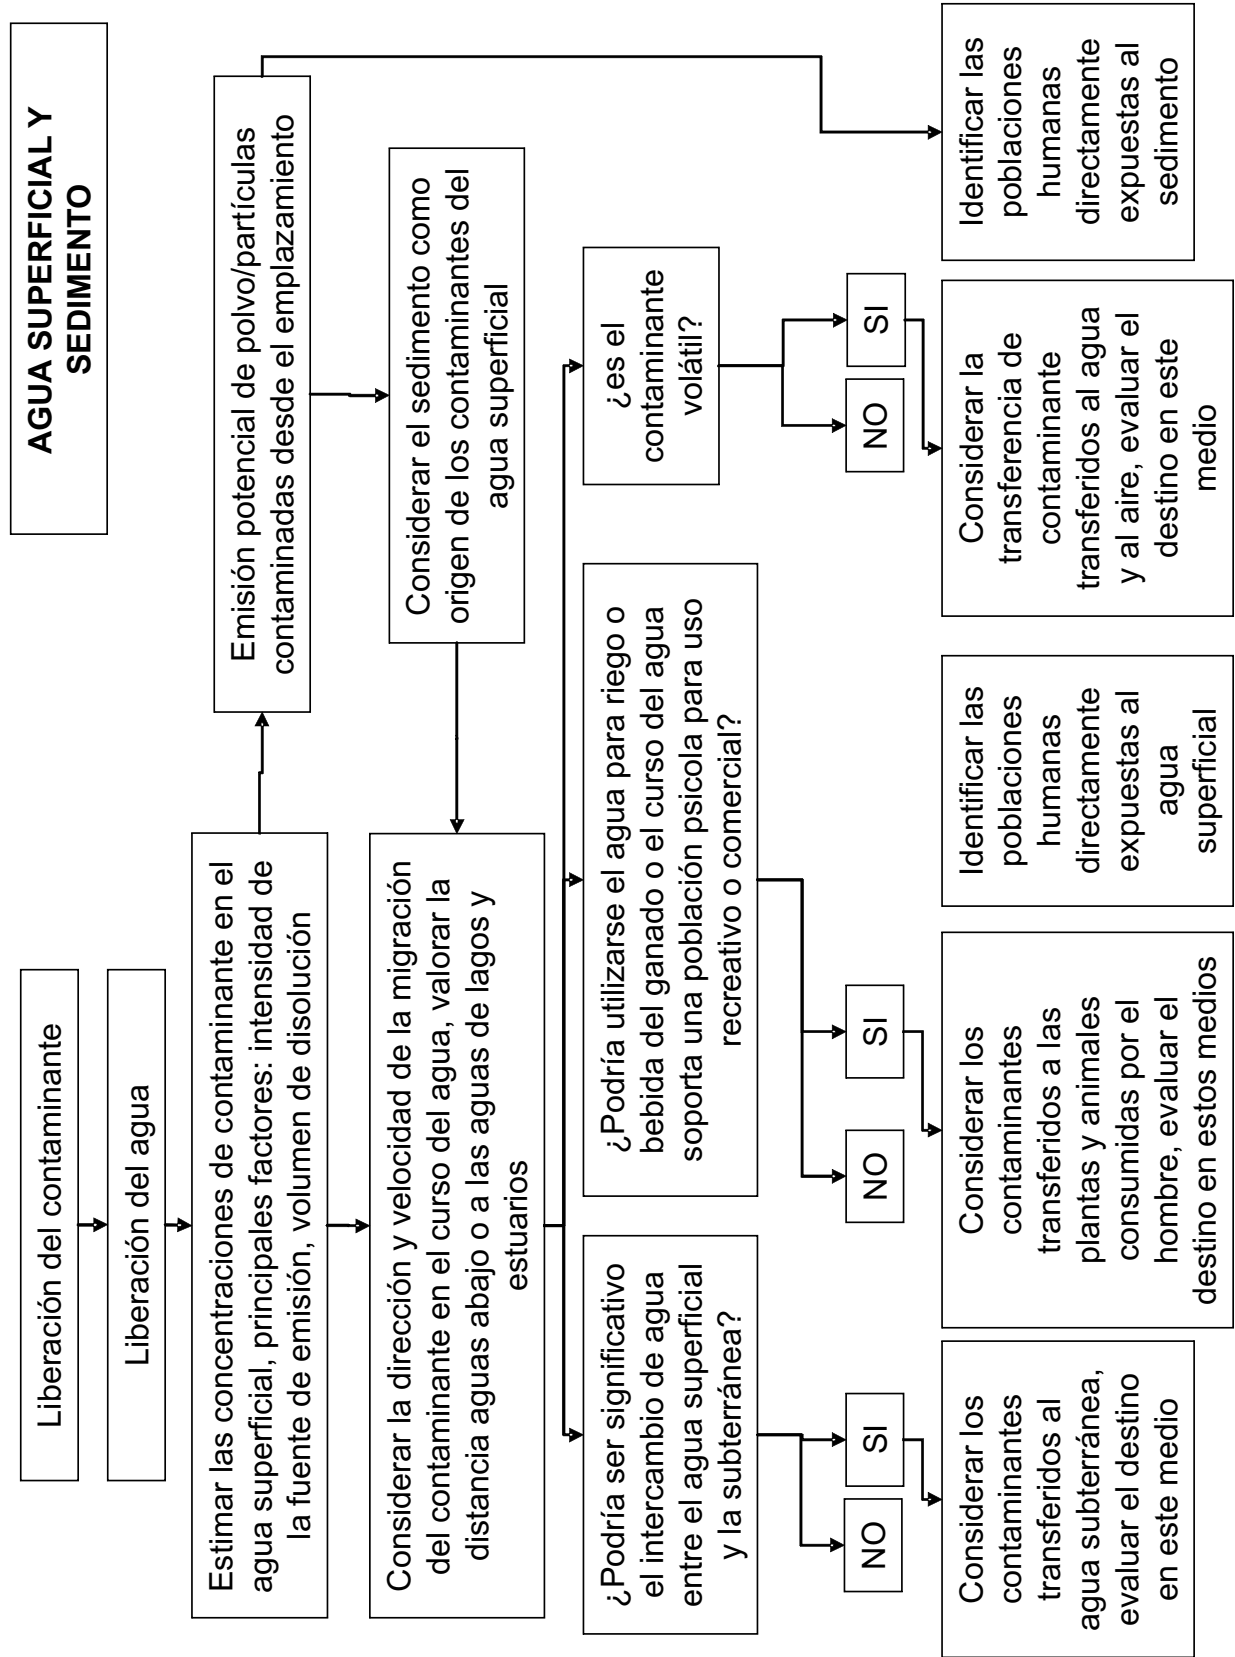 AGUA SUPERFICIAL Y
SEDIMENTO
Liberación del contaminante
Liberación del agua
Estimar las concentraciones de contaminante en el
agua superficial, principales factores: intensidad de
la fuente de emisión, volumen de disolución
Emisión potencial de polvo/partículas
contaminadas desde el emplazamiento
Considerar la dirección y velocidad de la migración
del contaminante en el curso del agua, valorar la
distancia aguas abajo o a las aguas de lagos y
estuarios
Considerar el sedimento como
origen de los contaminantes del
agua superficial
¿Podría ser significativo
el intercambio de agua
entre el agua superficial
y la subterránea?
¿Podría utilizarse el agua para riego o
bebida del ganado o el curso del agua
soporta una población psicola para uso
recreativo o comercial?
¿es el
contaminante
volátil?
NO
SI
NO
SI
NO
SI
Considerar los
contaminantes
transferidos al
agua subterránea,
evaluar el destino
en este medio
Considerar los
contaminantes
transferidos a las
plantas y animales
consumidas por el
hombre, evaluar el
destino en estos medios
Identificar las
poblaciones
humanas
directamente
expuestas al
agua
superficial
Considerar la
transferencia de
contaminante
transferidos al agua
y al aire, evaluar el
destino en este
medio
Identificar las
poblaciones
humanas
directamente
expuestas al
sedimento